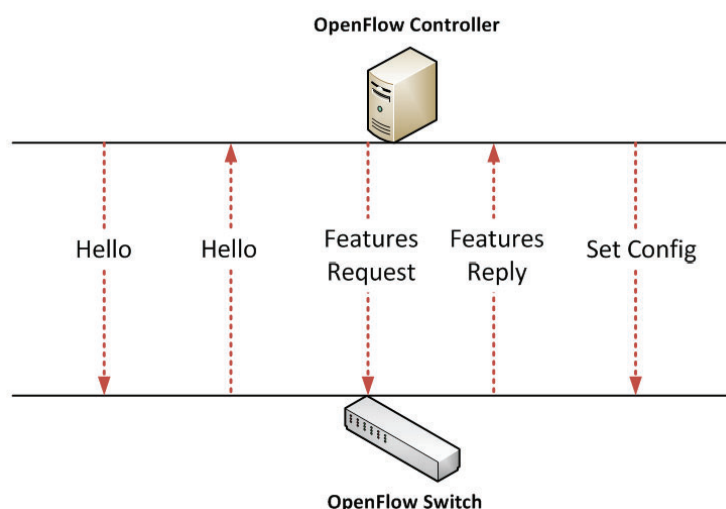 OpenFlow Controller
Hello
Hello
Features
Request
Features
Reply
Set Config
OpenFlow Switch